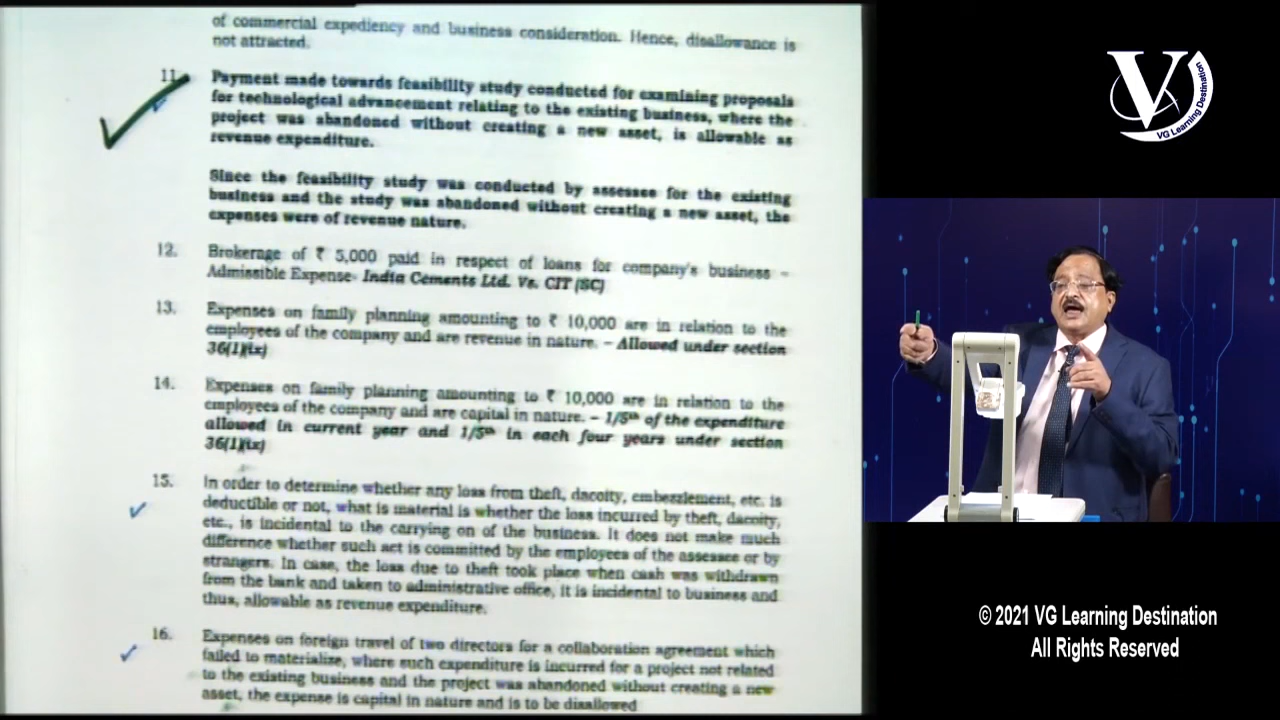 of commercial expediency and business consideration. Hence, disallowance is
not attracted.
11. Payment made towards feasibility study conducted for examining proposals
for technological advancement relating to the existing business, where the
project was abandoned without creating a new asset, is allowable as
revenue expenditure.
Since the feasibility study was conducted by assessee for the existing
business and the study was abandoned without creating a new asset, the
expenses were of revenue nature.
12. Brokerage of ₹ 5,000 paid in respect of loans for company's business –
Admissible Expense- India Cements Ltd. Vs. CIT (SC)
13. Expenses on family planning amounting to ₹ 10,000 are in relation to the
employees of the company and are revenue in nature. – Allowed under section
36(1)(ix)
14. Expenses on family planning amounting to ₹ 10,000 are in relation to the
employees of the company and are capital in nature. – 1/5th of the expenditure
allowed in current year and 1/5th in each four years under section
36(1)(ix)
15. In order to determine whether any loss from theft, dacoity, embezzlement, etc. is
deductible or not, what is material is whether the loss incurred by theft, dacoity,
etc., is incidental to the carrying on of the business. It does not make much
difference whether such act is committed by the employees of the assessee or by
strangers. In case, the loss due to theft took place when cash was withdrawn
from the bank and taken to administrative office, it is incidental to business and
thus, allowable as revenue expenditure.
16. Expenses on foreign travel of two directors for a collaboration agreement which
failed to materialize, where such expenditure is incurred for a project not related
to the existing business and the project was abandoned without creating a new
asset, the expense is capital in nature and is to be disallowed
V
VG Learning Destination
© 2021 VG Learning Destination
All Rights Reserved